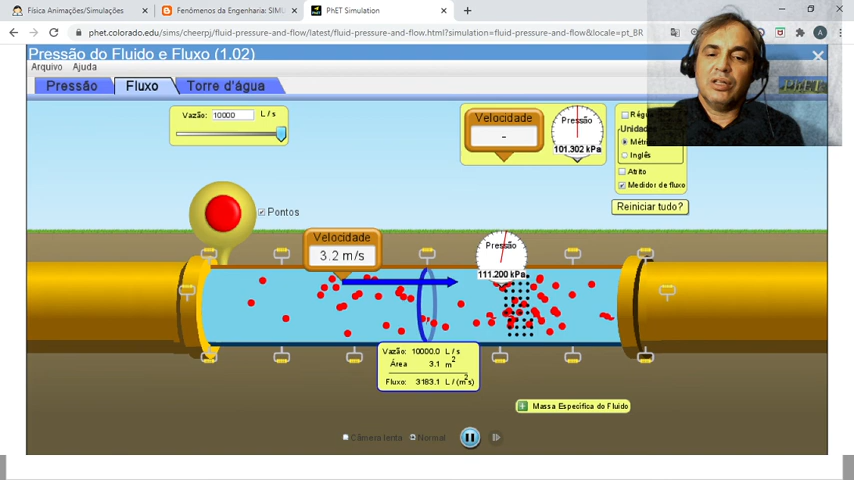 Física Animações/Simulações
Fenômenos da Engenharia: SIMU
PhET Simulation
phet.colorado.edu/sims/cheerpj/fluid-pressure-and-flow/latest/fluid-pressure-and-flow.html?simulation=fluid-pressure-and-flow&locale=pt_BR
Pressão do Fluido e Fluxo (1.02)
Arquivo Ajuda
Pressão Fluxo Torre d'água
Vazão: 10000 L / s
Velocidade
-
Pressão
101.302 kPa
Métri
Inglês
Atrito
Medidor de fluxo
Reiniciar tudo?
Pontos
Velocidade
3.2 m/s
Pressão
111.200 kPa
Vazão: 10000.0 L / s
Área 3.1 m²
Fluxo: 3183.1 L / (m²s)
Massa Específica do Fluido
Câmera lenta Normal